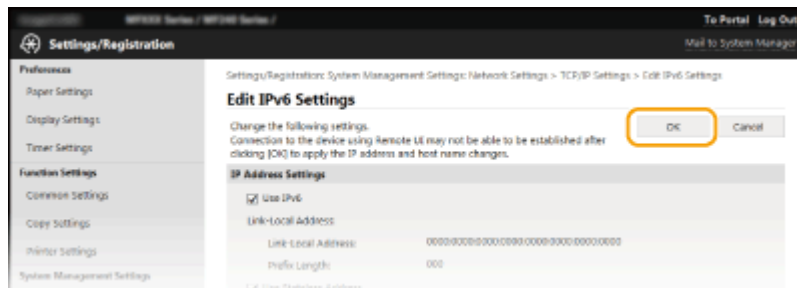 To Portal Log Out
Settings/Registration
Mail to System Manager
Preferences
Paper Settings
Display Settings
Timer Settings
Function Settings
Common Settings
Copy Settings
Printer Settings
System Management Settings
Settings/Registration: System Management Settings: Network Settings > TCP/IP Settings > Edit IPv6 Settings
Edit IPv6 Settings
Change the following settings.
Connection to the device using Remote UI may not be able to be established after
clicking [OK] to apply the IP address and host name changes.
OK Cancel
IP Address Settings
Use IPv6
Link-Local Address:
Link-Local Address: 0000:0000:0000:0000:0000:0000:0000:0000
Prefix Length: 000